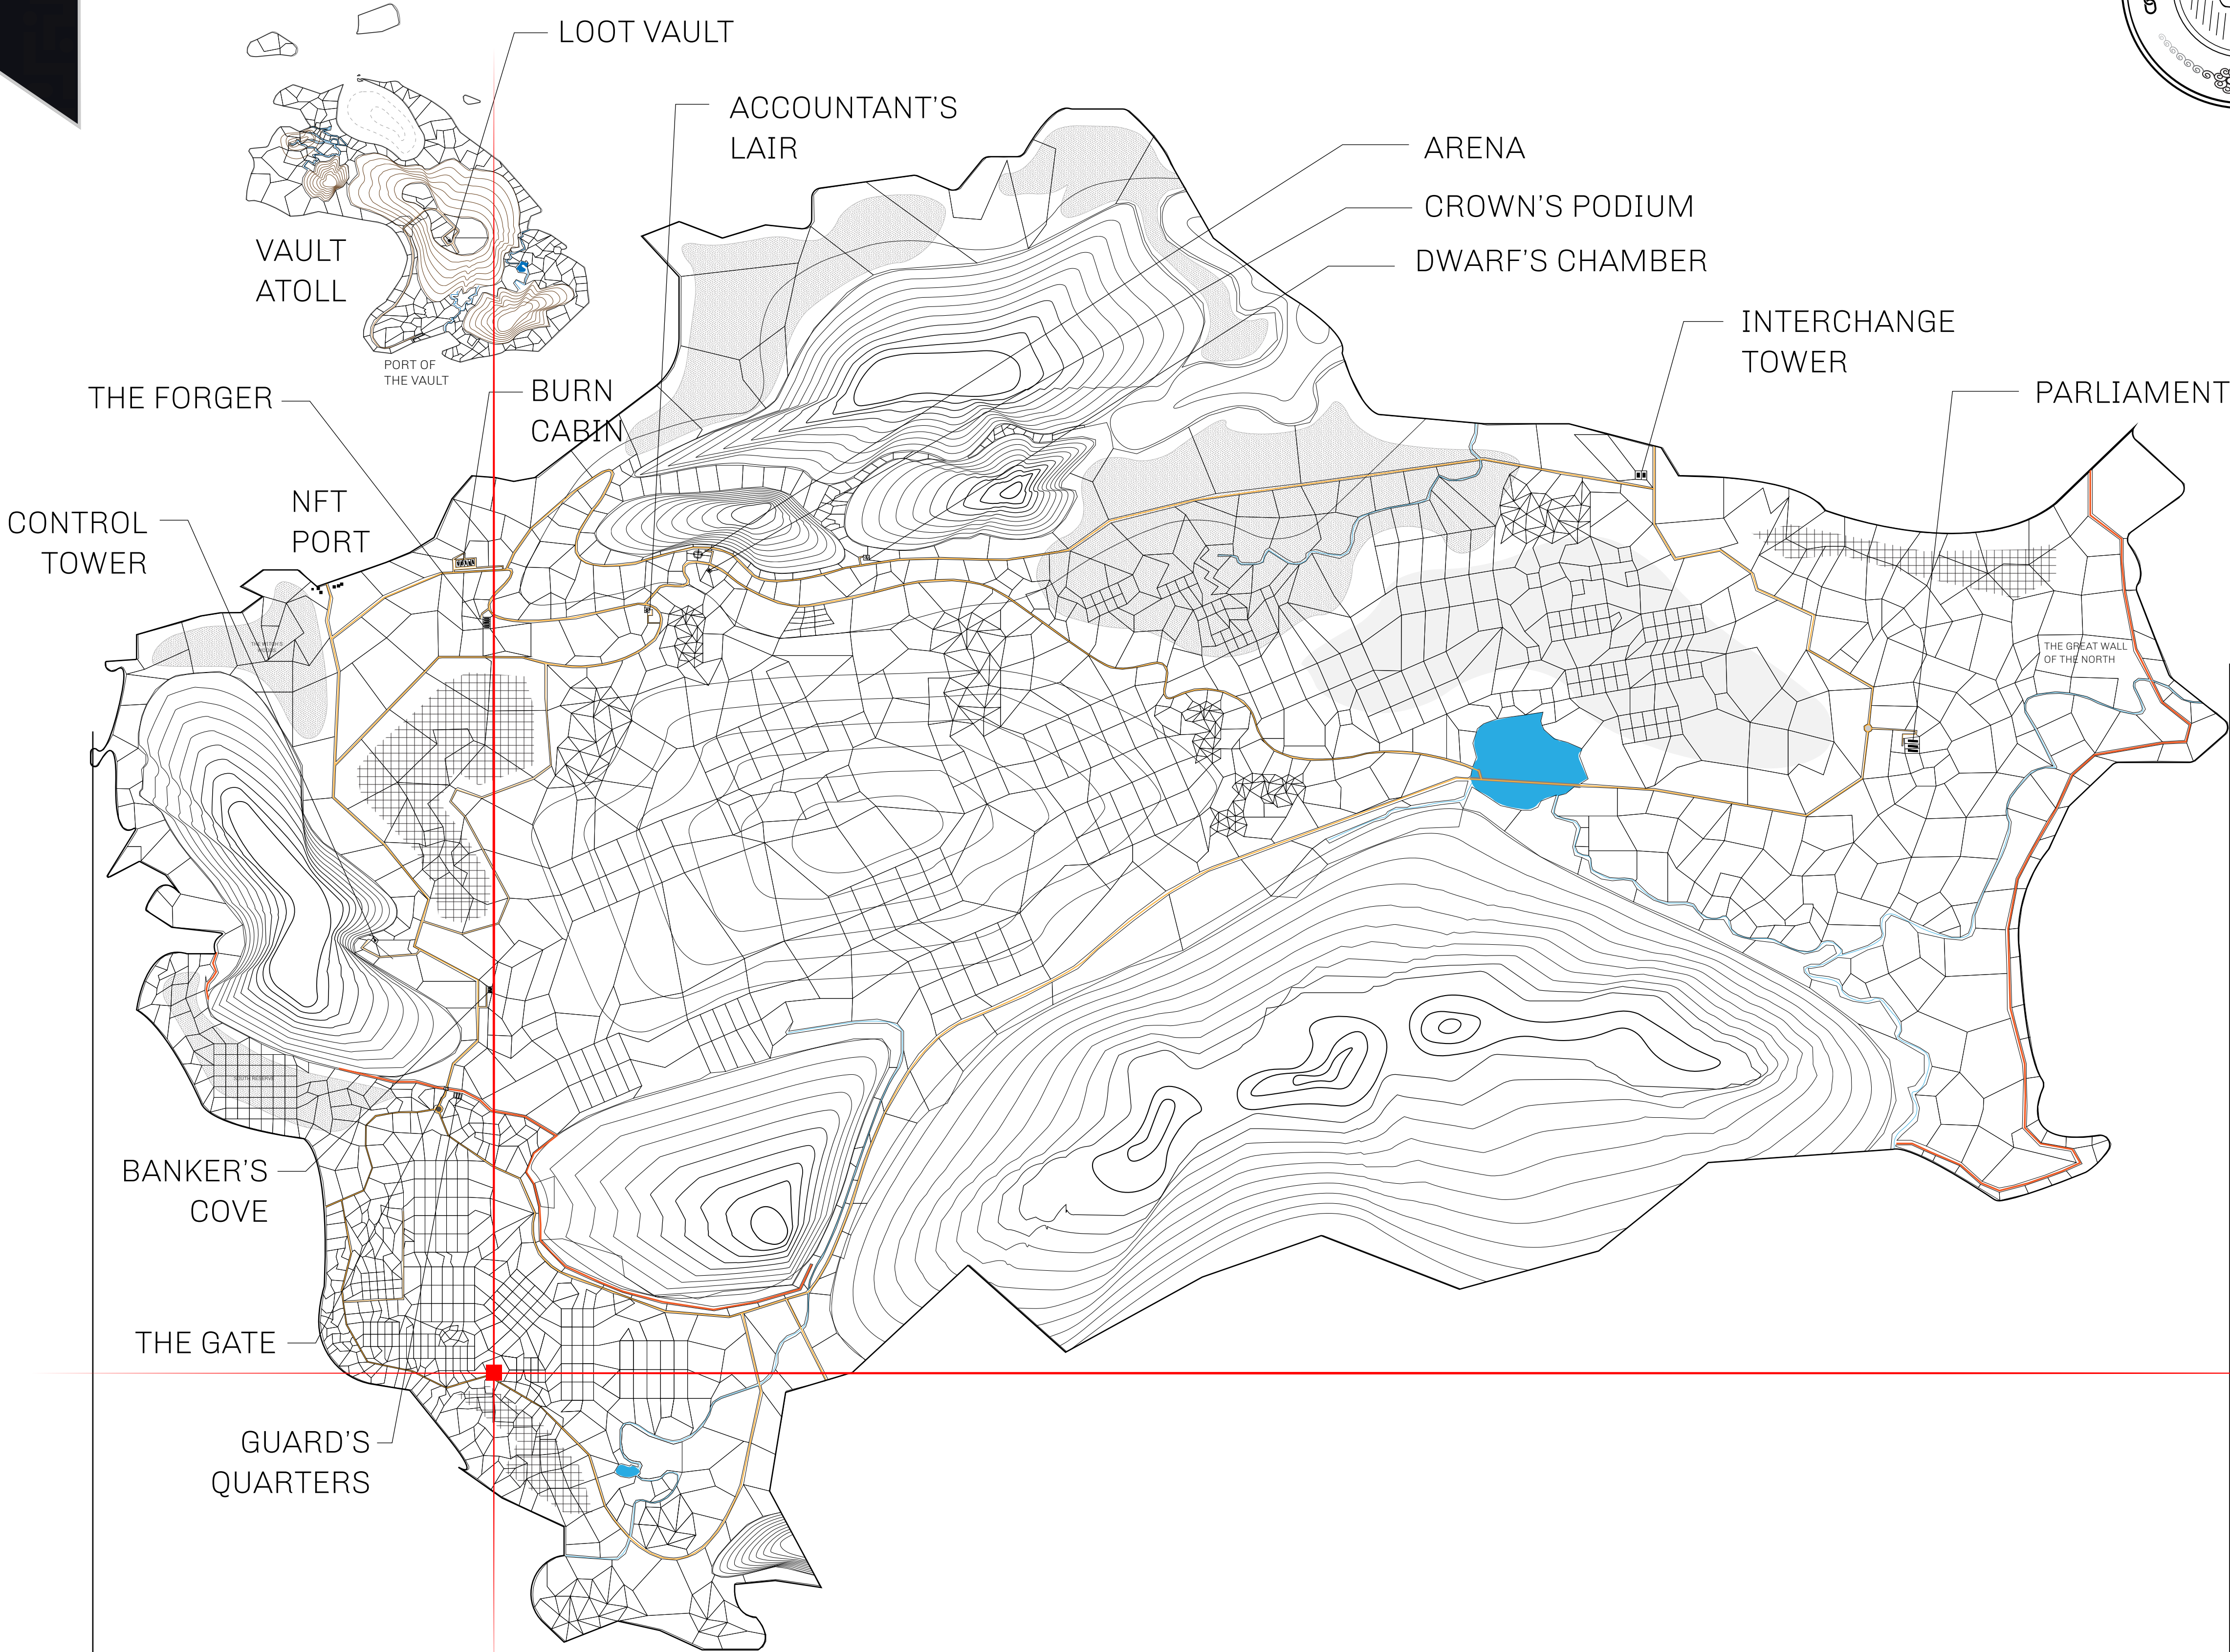 LOOT VAULT
ACCOUNTANT'S
LAIR
ARENA
CROWN'S PODIUM
DWARF'S CHAMBER
VAULT
ATOLL
INTERCHANGE
TOWER
PORT OF
THE VAULT
THE FORGER
BURN
CABIN
PARLIAMENT
NFT
PORT
CONTROL
TOWER
THE GREAT WALL
OF THE NORTH
SOUTH RESERVE
BANKER'S
COVE
THE GATE
GUARD'S
QUARTERS